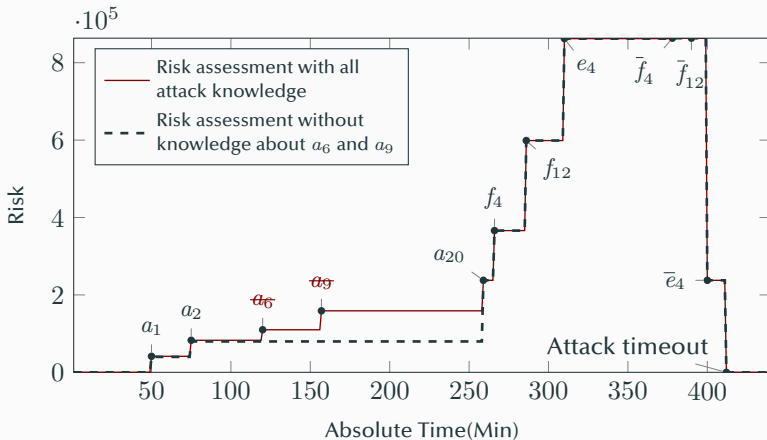 ·10⁵
8
6
4
2
0
Risk
Risk assessment with all
attack knowledge
Risk assessment without
knowledge about a₆ and a₉
a₁
a₂
a₆
a₉
a₂₀
f₄
f₁₂
e₄
f̄₄
f̄₁₂
ē₄
Attack timeout
0 50 100 150 200 250 300 350 400
Absolute Time(Min)